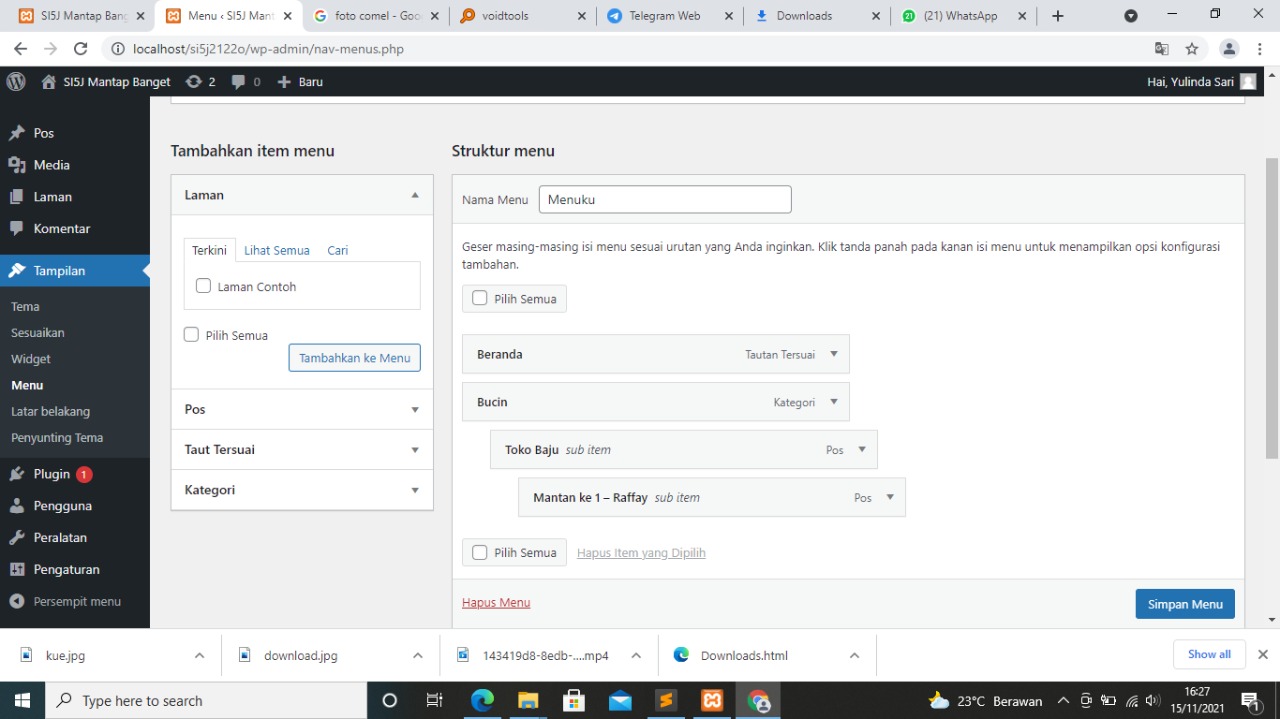 SI5J Mantap Bang
Menu ‹ SI5J Mant
foto comel - Goo
voidtools
Telegram Web
Downloads
(21) WhatsApp
localhost/si5j2122o/wp-admin/nav-menus.php
SI5J Mantap Banget
2
0
Baru
Hai, Yulinda Sari
Pos
Media
Laman
Komentar
Tampilan
Tema
Sesuaikan
Widget
Menu
Latar belakang
Penyunting Tema
Plugin 1
Pengguna
Peralatan
Pengaturan
Persempit menu
Tambahkan item menu
Laman
Terkini Lihat Semua Cari
Laman Contoh
Pilih Semua
Tambahkan ke Menu
Pos
Taut Tersuai
Kategori
Struktur menu
Nama Menu Menuku
Geser masing-masing isi menu sesuai urutan yang Anda inginkan. Klik tanda panah pada kanan isi menu untuk menampilkan opsi konfigurasi
tambahan.
Pilih Semua
Beranda Tautan Tersuai
Bucin Kategori
Toko Baju sub item Pos
Mantan ke 1 – Raffay sub item Pos
Pilih Semua Hapus Item yang Dipilih
Hapus Menu Simpan Menu
kue.jpg
download.jpg
143419d8-8edb-....mp4
Downloads.html
Show all
Type here to search
23°C Berawan
16:27
15/11/2021
1